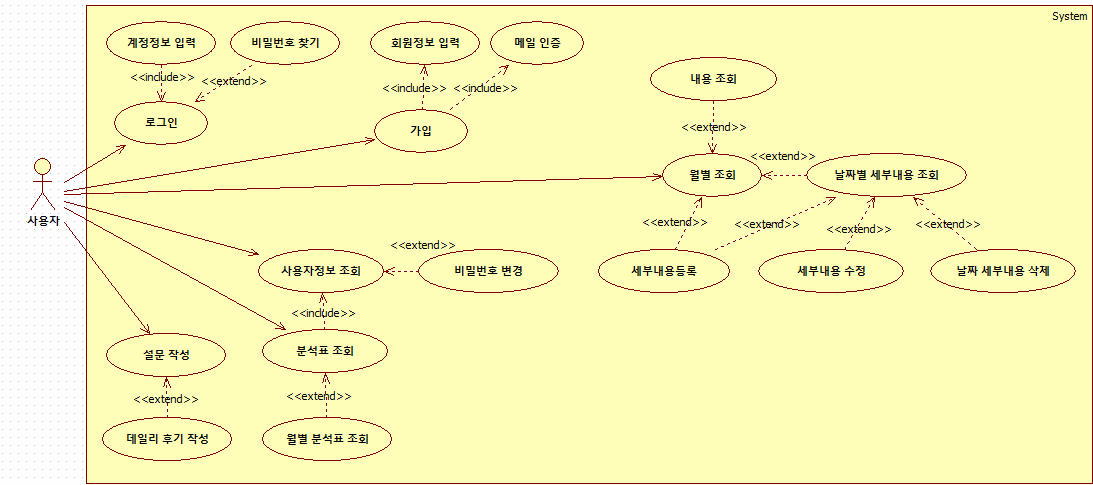 System
계정정보 입력
비밀번호 찾기
회원정보 입력
메일 인증
<<include>>
<<extend>>
<<include>>
<<include>>
내용 조회
로그인
가입
<<extend>>
<<extend>>
월별 조회
날짜별 세부내용 조회
사용자
<<extend>>
<<extend>>
<<extend>>
<<extend>>
<<extend>>
사용자정보 조회
비밀번호 변경
세부내용등록
세부내용 수정
날짜 세부내용 삭제
<<include>>
설문 작성
분석표 조회
<<extend>>
<<extend>>
데일리 후기 작성
월별 분석표 조회